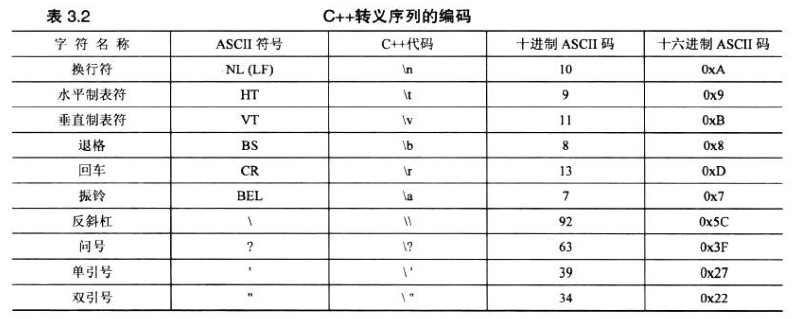 表 3.2 C++转义序列的编码
字符名称 ASCII 符号 C++代码 十进制 ASCII 码 十六进制 ASCII 码
换行符 NL (LF) \n 10 0xA
水平制表符 HT \t 9 0x9
垂直制表符 VT \v 11 0xB
退格 BS \b 8 0x8
回车 CR \r 13 0xD
振铃 BEL \a 7 0x7
反斜杠 \ \\ 92 0x5C
问号 ? \? 63 0x3F
单引号 ' \' 39 0x27
双引号 " \" 34 0x22